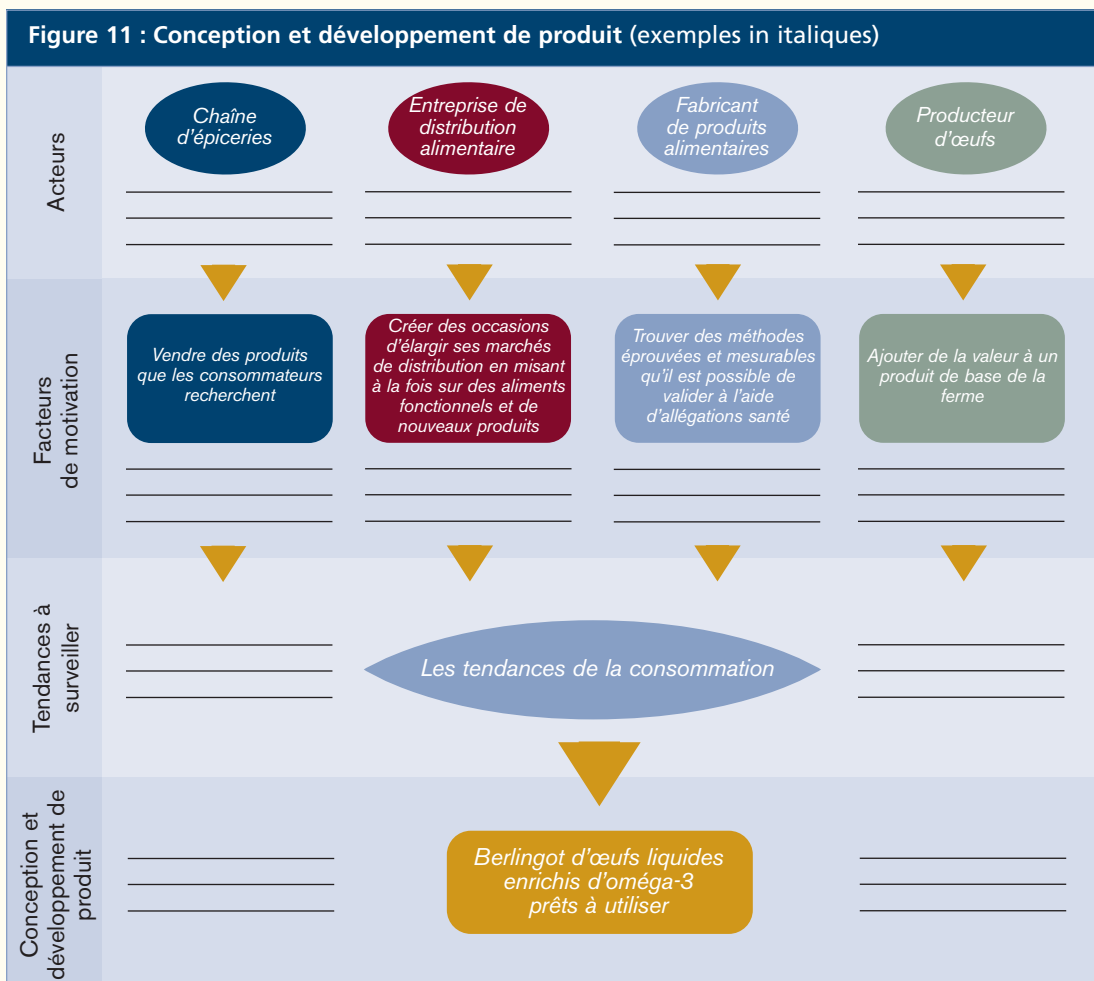 Figure 11 : Conception et développement de produit (exemples in italiques)
Acteurs
Chaîne
d'épiceries
Entreprise de
distribution
alimentaire
Fabricant
de produits
alimentaires
Producteur
d'œufs
Facteurs
de motivation
Vendre des produits
que les consommateurs
recherchent
Créer des occasions
d'élargir ses marchés
de distribution en misant
à la fois sur des aliments
fonctionnels et de
nouveaux produits
Trouver des méthodes
éprouvées et mesurables
qu'il est possible de
valider à l'aide
d'allégations santé
Ajouter de la valeur à un
produit de base de la
ferme
Tendances à
surveiller
Les tendances de la consommation
Conception et
développement de
produit
Berlingot d'œufs liquides
enrichis d'oméga-3
prêts à utiliser